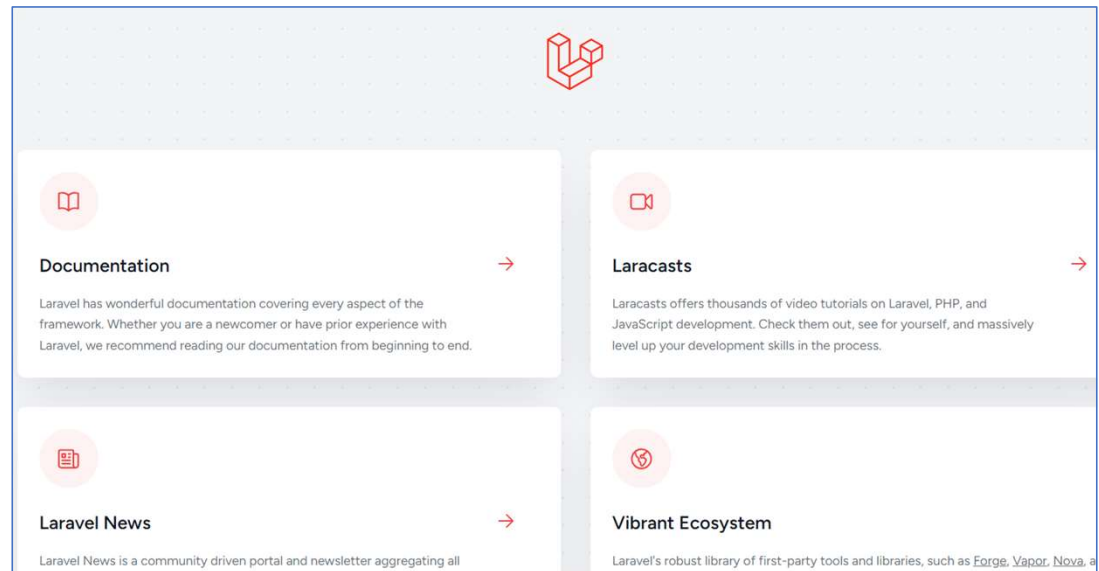 Documentation
Laravel has wonderful documentation covering every aspect of the
framework. Whether you are a newcomer or have prior experience with
Laravel, we recommend reading our documentation from beginning to end.
Laracasts
Laracasts offers thousands of video tutorials on Laravel, PHP, and
JavaScript development. Check them out, see for yourself, and massively
level up your development skills in the process.
Laravel News
Laravel News is a community driven portal and newsletter aggregating all
Vibrant Ecosystem
Laravel's robust library of first-party tools and libraries, such as Forge, Vapor, Nova, a